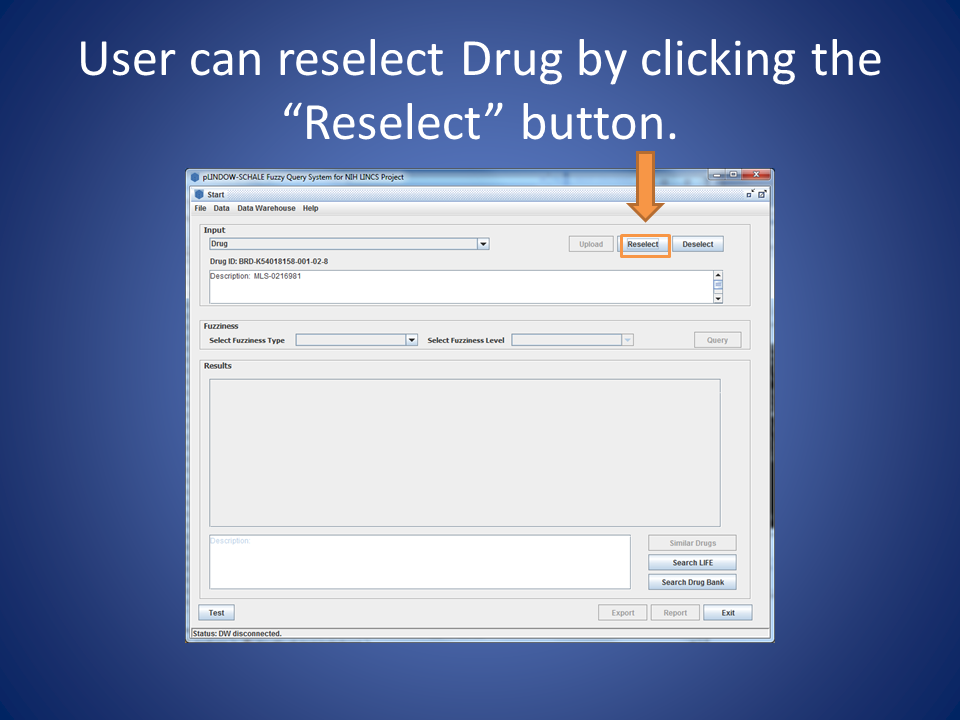 User can reselect Drug by clicking the
“Reselect” button.
pLINDOW-SCHALE Fuzzy Query System for NIH LINCS Project
Start
File Data Data Warehouse Help
Input
Drug
Upload Reselect Deselect
Drug ID: BRD-K54018158-001-02-8
Description: MLS-0216981
Fuzziness
Select Fuzziness Type Select Fuzziness Level Query
Results
Description:
Similar Drugs
Search LIFE
Search Drug Bank
Test Export Report Exit
Status: DW disconnected.